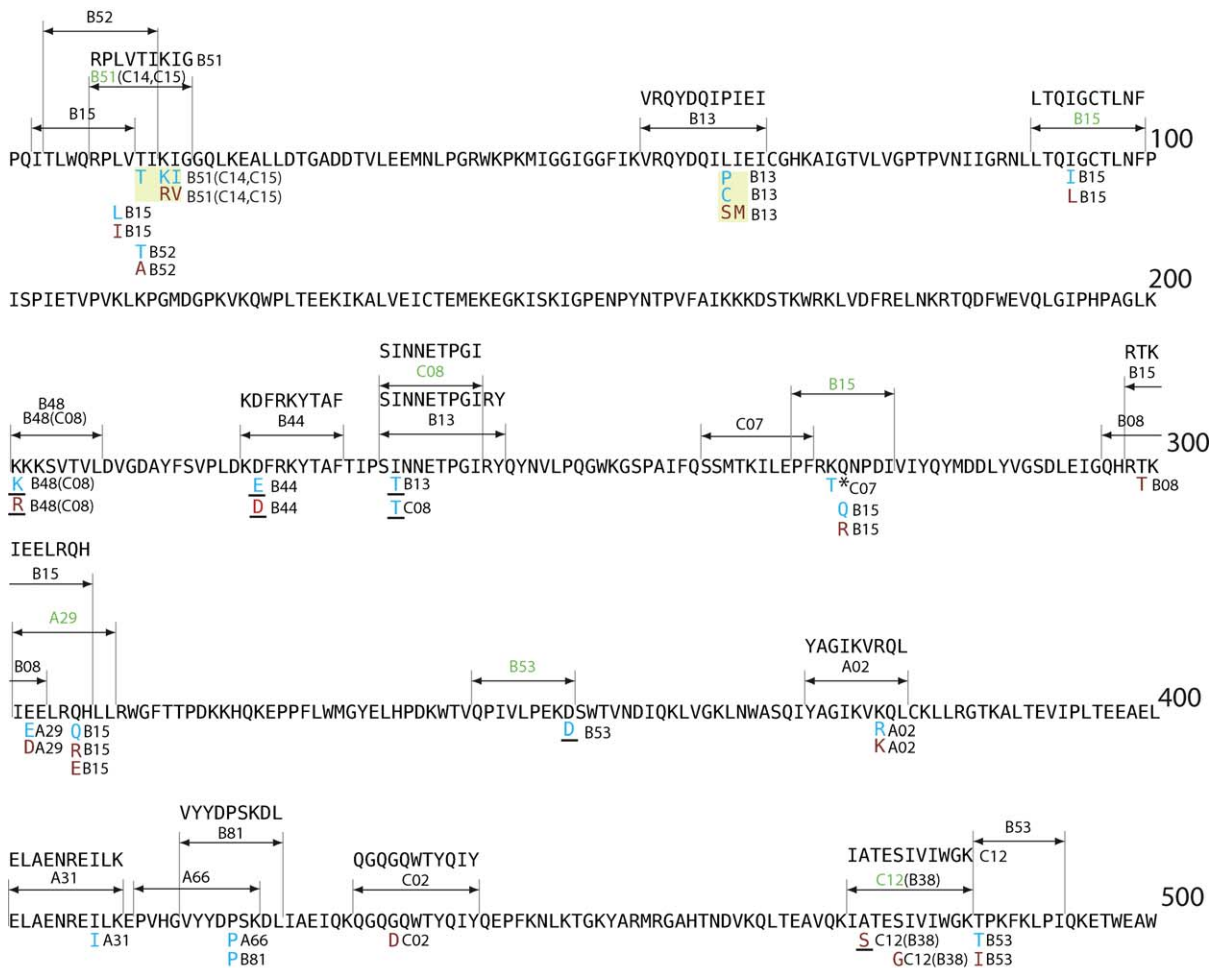 B52
RPLVTIKIG B51
B51(C14,C15)
VRQYDQIPIEI LTQIGCTLNF
B15 B13 B15 100
PQITLWQRPLVTIKIGGQLKEALLDTGADDTVLEEMNLPGRWKPKMIGGIGGFIKVRQYDQILIEICGHKAIGTVLVGPTPVNIIGRNLLTQIGCTLNFP
T KI B51(C14,C15) P B13 I B15
RV B51(C14,C15) C B13 L B15
L B15 SM B13
I B15
T B52
A B52
200
ISPIETVPVKLKPGMDGPKVKQWPLTEEKIKALVEICTEMEKEGKISKIGPENPYNTPVFAIKKKDSTKWRKLVDFRELNKRTQDFWEVQLGIPHPAGLK
SINNETPGI RTK
C08 B15
B48 KDFRKYTAF SINNETPGIRY B15
B48(C08) B44 B13 C07 B08 300
KKKSVTVLDVGDAYFSVPLDKDFRKYTAFTIPSINNETPGIRYQYNVLPQGWKGSPAIFQSSMTKILEPFRKQNPDIVIYQYMDDLYVGSDLEIGQHRTK
K B48(C08) E B44 T B13 T* C07 T B08
R B48(C08) D B44 T C08 Q B15
R B15
IEELRQH
B15
A29 YAGIKVRQL
B08 B53 A02 400
IEELRQHLLRWGFTTPDKKHQKEPPFLWMGYELHPDKWTVQPIVLPEKDSWTVNDIQKLVGKLNWASQIYAGIKVKQLCKLLRGTKALTEVIPLTEEAEL
E A29 Q B15 D B53 R A02
D A29 R B15 K A02
E B15
VYYDPSKDL
B81 B53
ELAENREILK QGQGQWTYQIY IATESIVIWGK C12
A31 A66 C02 C12(B38) 500
ELAENREILKEPVHGVYYDPSKDLIAEIQKQGQGQWTYQIYQEPFKNLKTGKYARMRGAHTNDVKQLTEAVQKIATESIVIWGKTPKFKLPIQKETWEAW
I A31 P A66 D C02 S C12(B38) T B53
P B81 G C12(B38) I B53